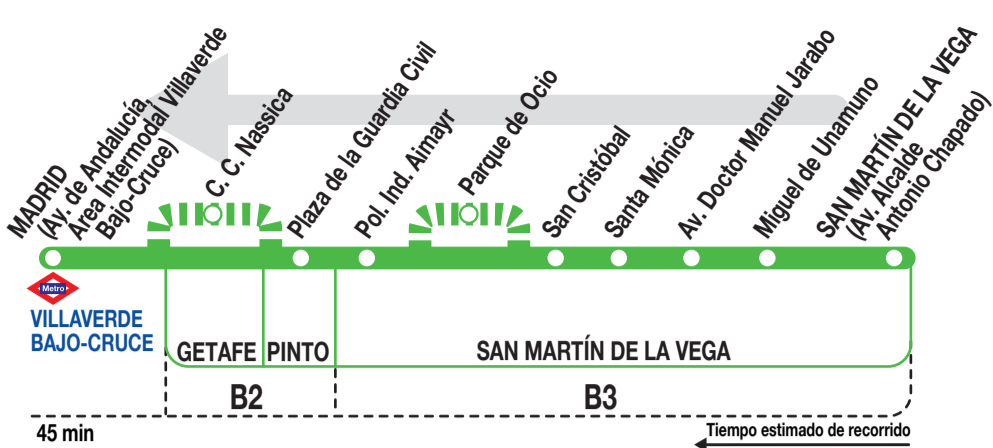 MADRID
(Av. de Andalucía,
Área Intermodal Villaverde
Bajo-Cruce)
C. C. Nassica
Plaza de la Guardia Civil
Pol. Ind. Aimayr
Parque de Ocio
San Cristóbal
Santa Mónica
Av. Doctor Manuel Jarabo
Miguel de Unamuno
SAN MARTÍN DE LA VEGA
(Av. Alcalde
Antonio Chapado)
Metro
VILLAVERDE
BAJO-CRUCE
GETAFE
PINTO
SAN MARTÍN DE LA VEGA
B2
B3
45 min
Tiempo estimado de recorrido